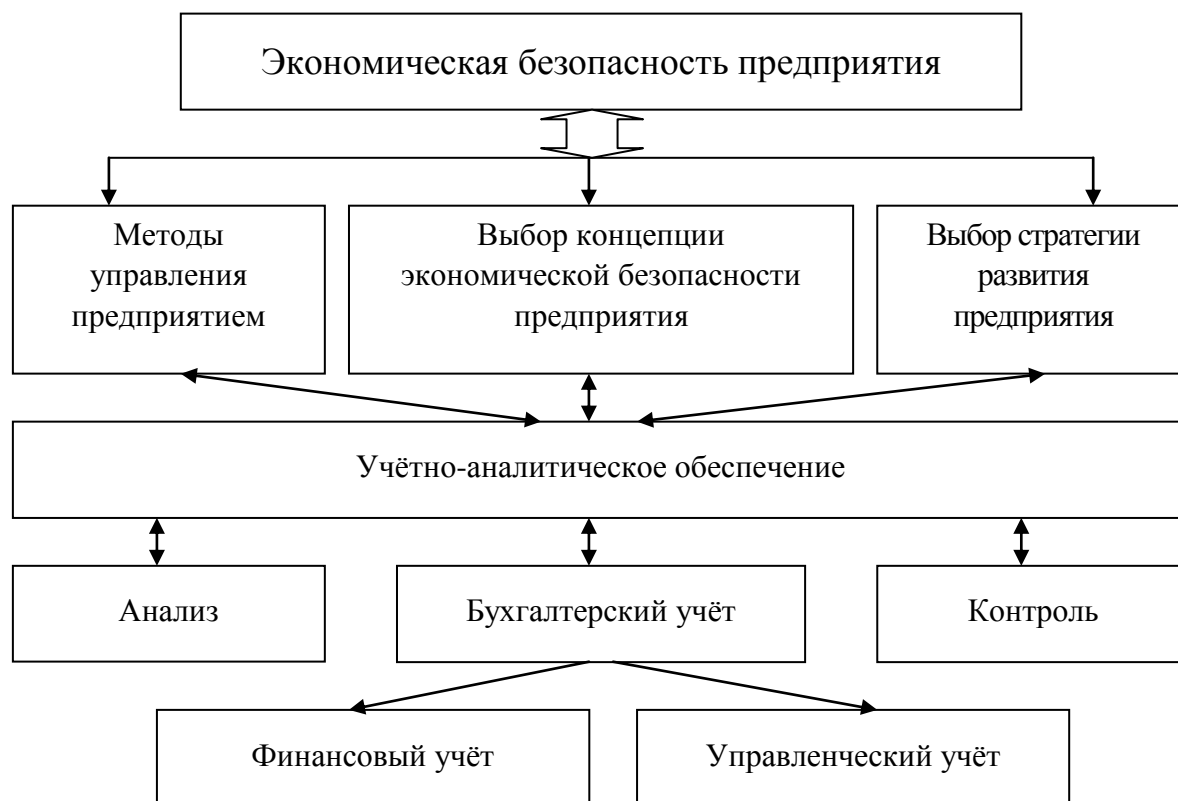 Экономическая безопасность предприятия
Методы
управления
предприятием
Выбор концепции
экономической безопасности
предприятия
Выбор стратегии
развития
предприятия
Учётно-аналитическое обеспечение
Анализ
Бухгалтерский учёт
Контроль
Финансовый учёт
Управленческий учёт